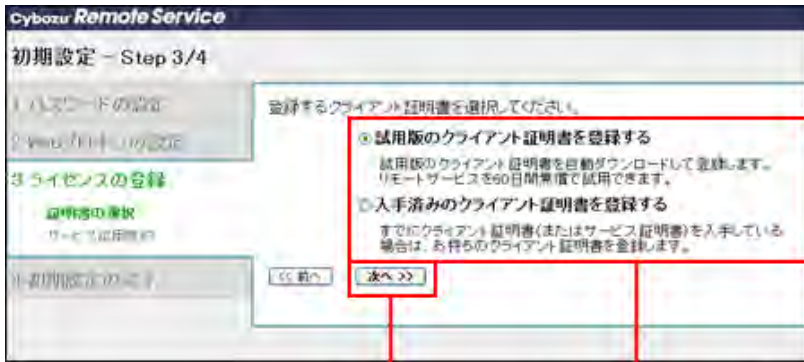 Cybozu Remote Service
初期設定 - Step 3/4
1 パスワードの設定
3 ライセンスの登録
証明書の選択
登録するクライアント証明書を選択してください。
試用版のクライアント証明書を登録する
試用版のクライアント証明書を自動ダウンロードして登録します。
リモートサービスを60日間無償で試用できます。
入手済みのクライアント証明書を登録する
すでにクライアント証明書(またはサービス証明書)を入手している
場合は、お持ちのクライアント証明書を登録します。
<< 前へ
次へ >>